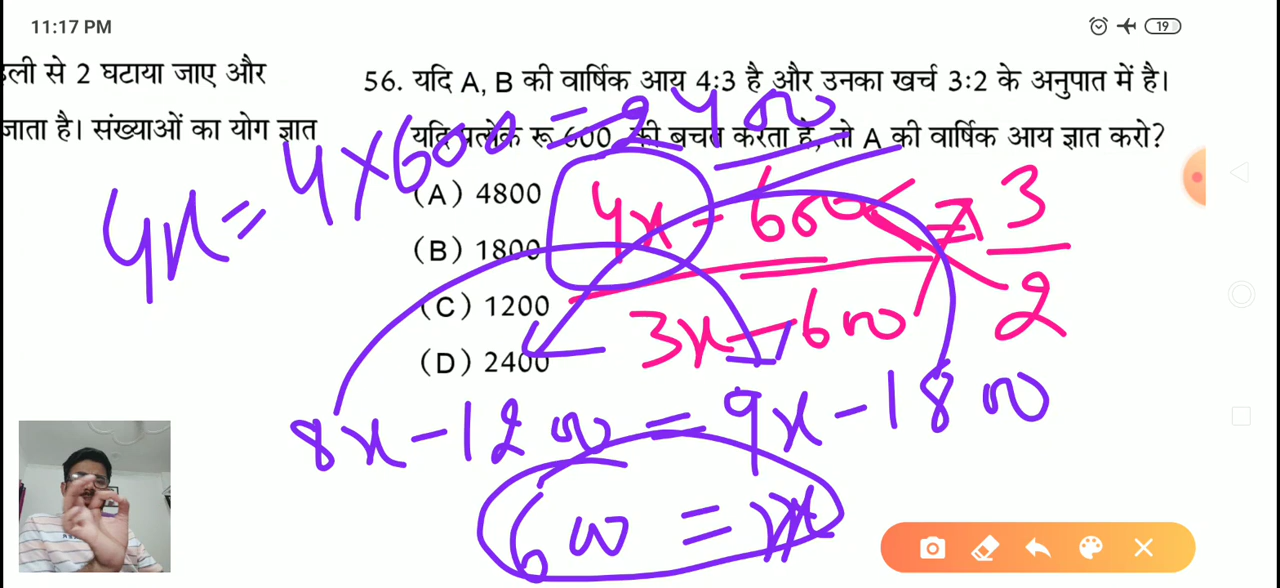 11:17 PM
19
ली से 2 घटाया जाए और
जाता है। संख्याओं का योग ज्ञात
56. यदि A, B की वार्षिक आय 4:3 है और उनका खर्च 3:2 के अनुपात में है।
यदि प्रत्येक रू 600 की बचत करता है, तो A की वार्षिक आय ज्ञात करो?
(A) 4800
(B) 1800
(C) 1200
(D) 2400
4x = 4x600 = 2400
4x - 600 = 3
3x - 600 2
8x - 1200 = 9x - 1800
600 = x